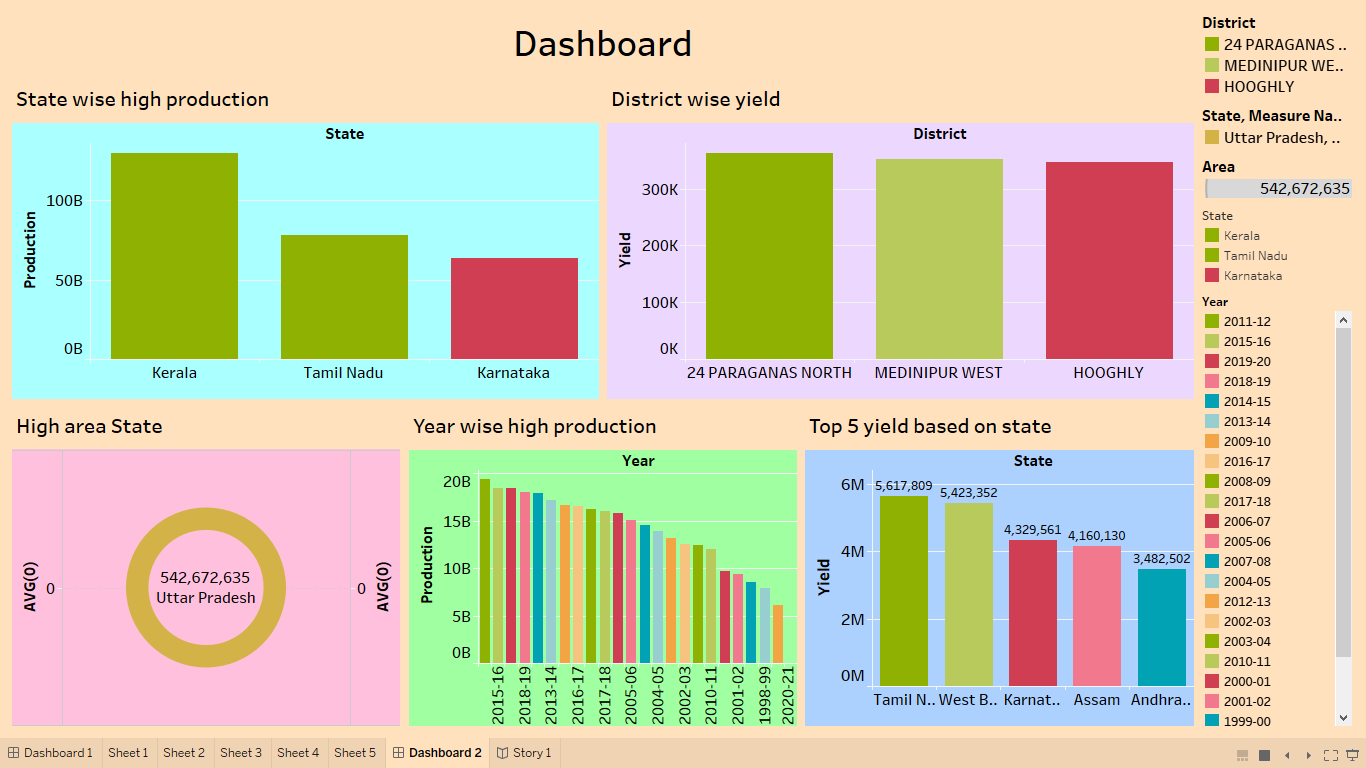 Dashboard
State wise high production
State
Production
100B
50B
0B
Kerala
Tamil Nadu
Karnataka
District wise yield
District
Yield
300K
200K
100K
0K
24 PARAGANAS NORTH
MEDINIPUR WEST
HOOGHLY
High area State
AVG(0)
0
542,672,635
Uttar Pradesh
0
AVG(0)
Year wise high production
Year
Production
20B
15B
10B
5B
0B
2015-16
2018-19
2013-14
2016-17
2017-18
2005-06
2004-05
2002-03
2010-11
2001-02
1998-99
2020-21
Top 5 yield based on state
State
Yield
6M
4M
2M
0M
5,617,809
5,423,352
4,329,561
4,160,130
3,482,502
Tamil N..
West B..
Karnat..
Assam
Andhra..
District
24 PARAGANAS ..
MEDINIPUR WE..
HOOGHLY
State, Measure Na..
Uttar Pradesh, ..
Area
542,672,635
State
Kerala
Tamil Nadu
Karnataka
Year
2011-12
2015-16
2019-20
2018-19
2014-15
2013-14
2009-10
2016-17
2008-09
2017-18
2006-07
2005-06
2007-08
2004-05
2012-13
2002-03
2003-04
2010-11
2000-01
2001-02
1999-00
Dashboard 1
Sheet 1
Sheet 2
Sheet 3
Sheet 4
Sheet 5
Dashboard 2
Story 1